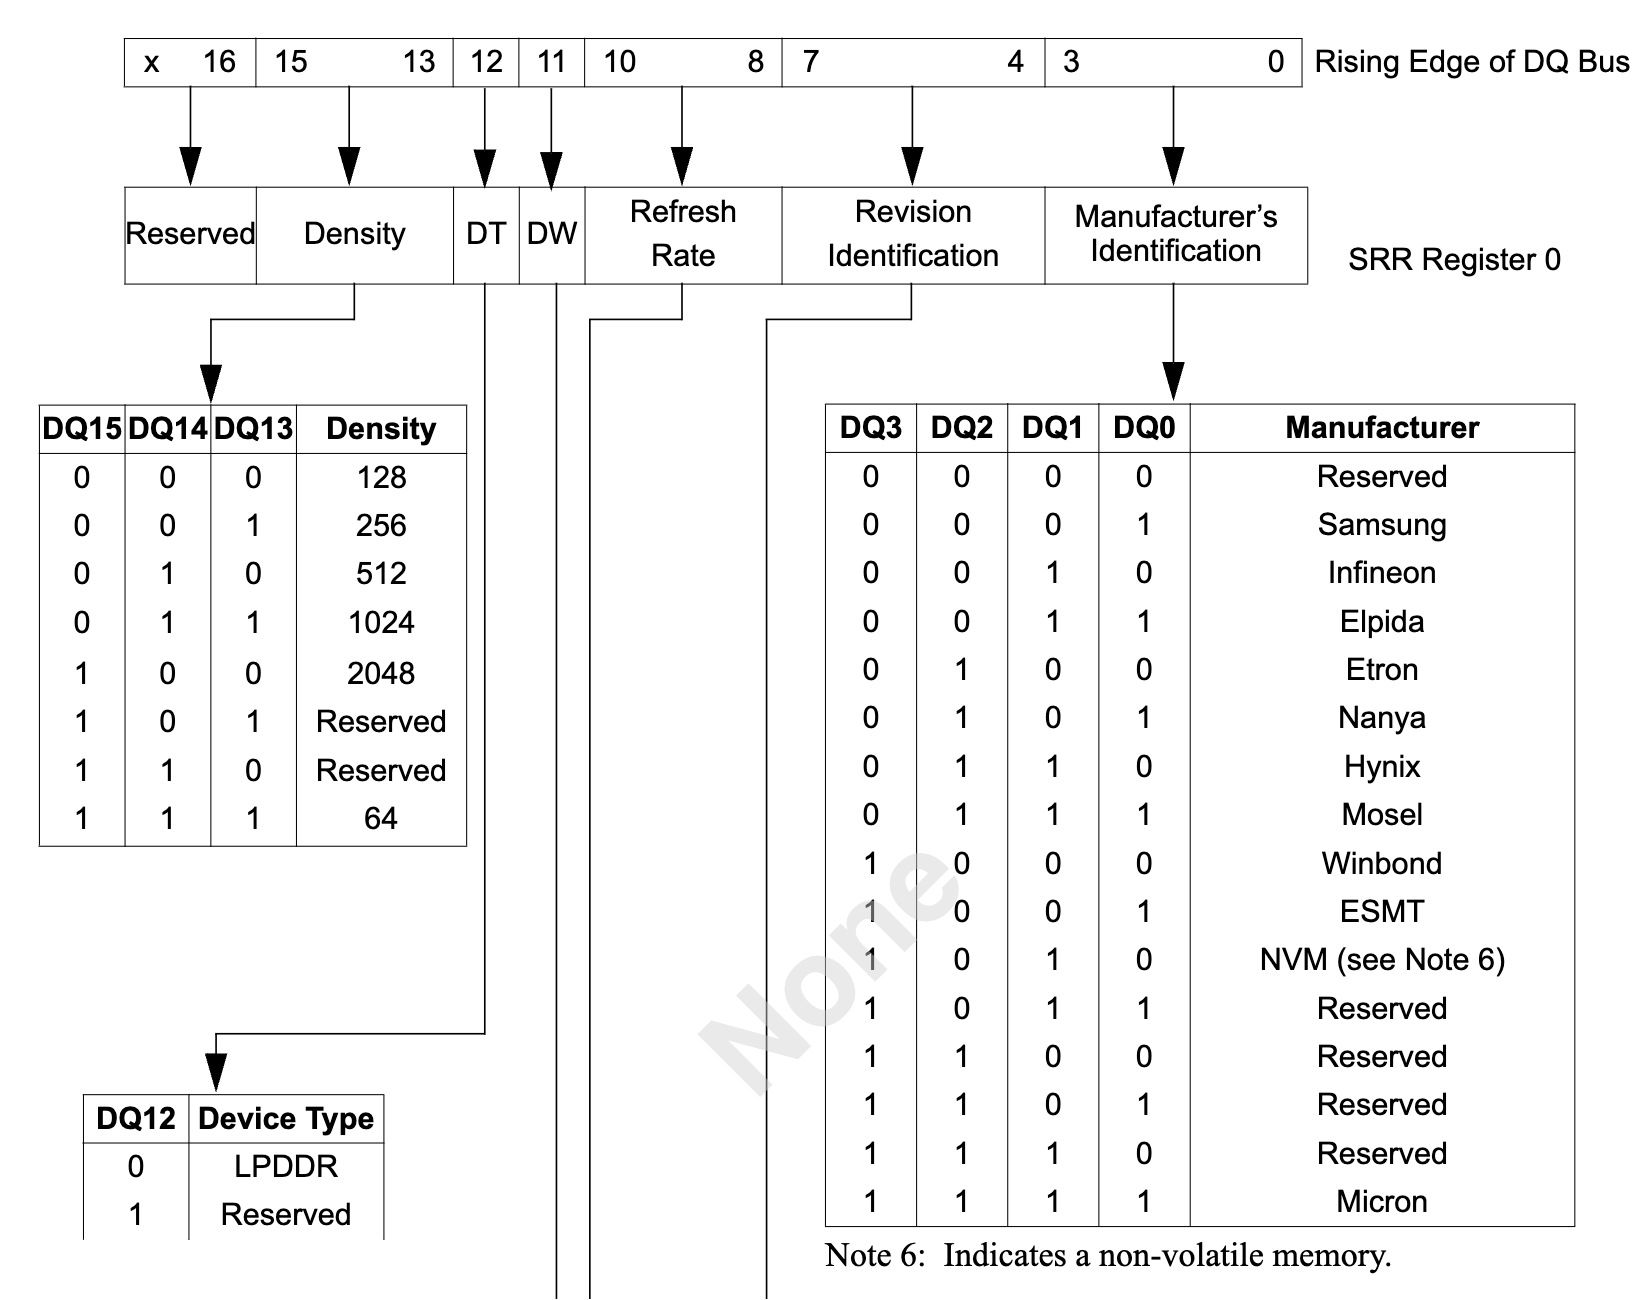 x 16 15 13 12 11 10 8 7 4 3 0 Rising Edge of DQ Bus
Reserved Density DT DW Refresh Rate Revision Identification Manufacturer’s Identification
SRR Register 0
DQ15 DQ14 DQ13 Density
0 0 0 128
0 0 1 256
0 1 0 512
0 1 1 1024
1 0 0 2048
1 0 1 Reserved
1 1 0 Reserved
1 1 1 64
DQ3 DQ2 DQ1 DQ0 Manufacturer
0 0 0 0 Reserved
0 0 0 1 Samsung
0 0 1 0 Infineon
0 0 1 1 Elpida
0 1 0 0 Etron
0 1 0 1 Nanya
0 1 1 0 Hynix
0 1 1 1 Mosel
1 0 0 0 Winbond
1 0 0 1 ESMT
1 0 1 0 NVM (see Note 6)
1 0 1 1 Reserved
1 1 0 0 Reserved
1 1 0 1 Reserved
1 1 1 0 Reserved
1 1 1 1 Micron
None
DQ12 Device Type
0 LPDDR
1 Reserved
Note 6: Indicates a non-volatile memory.